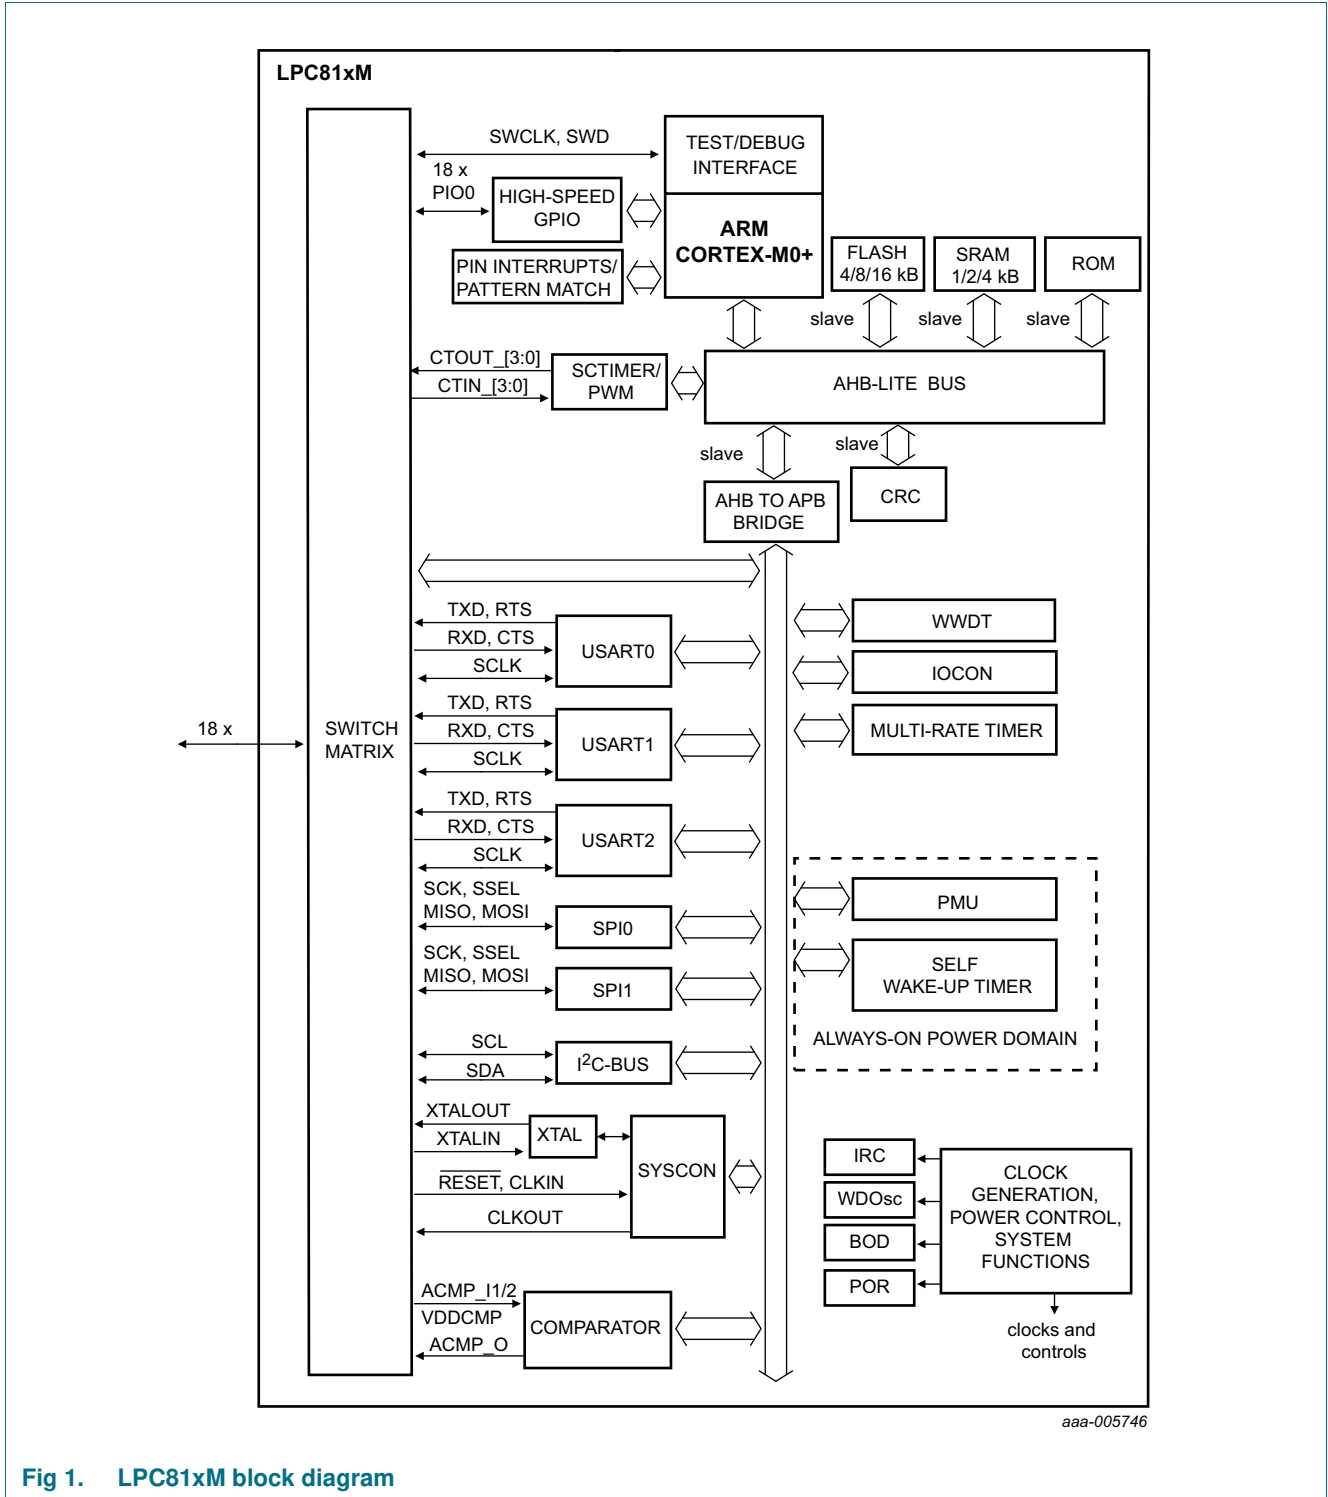 LPC81xM
SWCLK, SWD
TEST/DEBUG
INTERFACE
18 x
PIO0
HIGH-SPEED
GPIO
ARM
CORTEX-M0+
PIN INTERRUPTS/
PATTERN MATCH
FLASH
4/8/16 kB
SRAM
1/2/4 kB
ROM
slave
slave
slave
CTOUT_[3:0]
CTIN_[3:0]
SCTIMER/
PWM
AHB-LITE BUS
slave
slave
AHB TO APB
BRIDGE
CRC
TXD, RTS
RXD, CTS
SCLK
USART0
WWDT
IOCON
18 x
SWITCH
MATRIX
TXD, RTS
RXD, CTS
SCLK
USART1
MULTI-RATE TIMER
TXD, RTS
RXD, CTS
SCLK
USART2
SCK, SSEL
MISO, MOSI
SPI0
PMU
SCK, SSEL
MISO, MOSI
SPI1
SELF
WAKE-UP TIMER
ALWAYS-ON POWER DOMAIN
SCL
SDA
I2C-BUS
XTALOUT
XTALIN
XTAL
RESET, CLKIN
CLKOUT
SYSCON
IRC
WDOsc
BOD
POR
CLOCK
GENERATION,
POWER CONTROL,
SYSTEM
FUNCTIONS
clocks and
controls
ACMP_I1/2
VDDCMP
ACMP_O
COMPARATOR
aaa-005746
Fig 1. LPC81xM block diagram